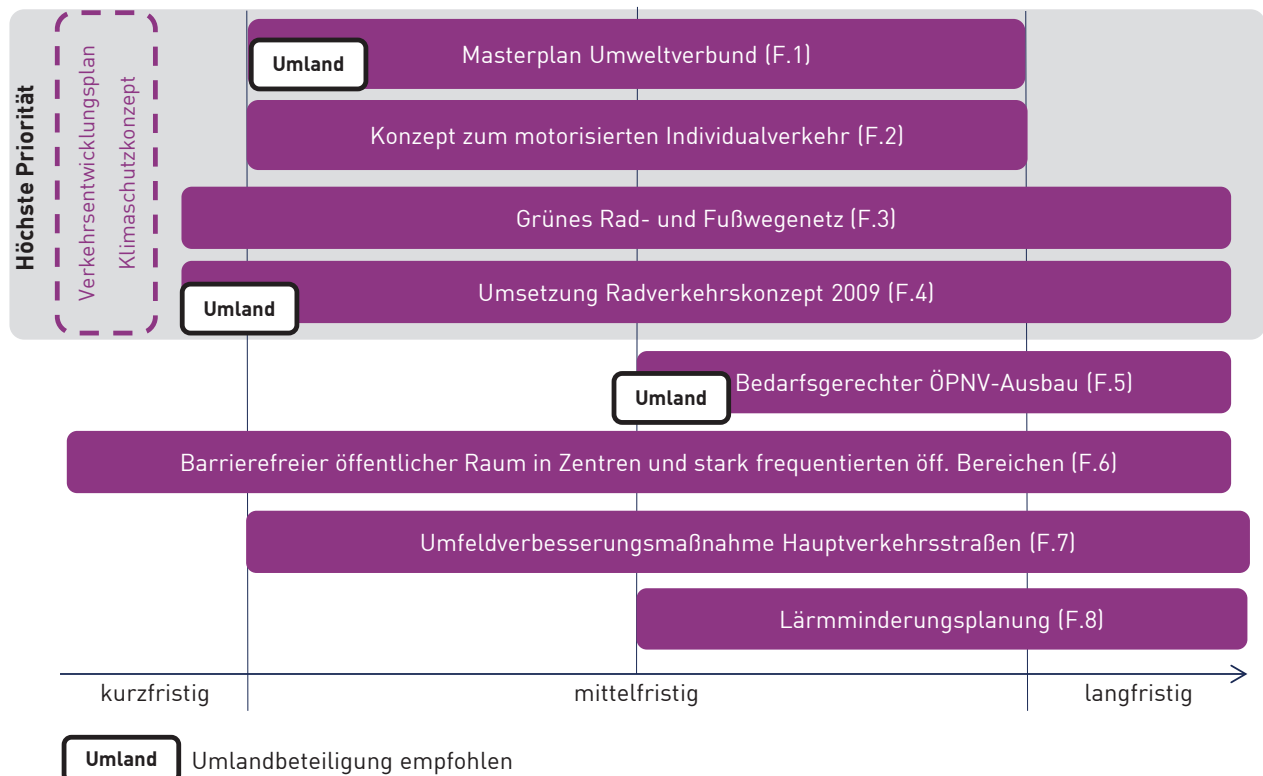 Höchste Priorität
Verkehrsentwicklungsplan
Klimaschutzkonzept
Masterplan Umweltverbund (F.1)
Umland
Konzept zum motorisierten Individualverkehr (F.2)
Grünes Rad- und Fußwegenetz (F.3)
Umsetzung Radverkehrskonzept 2009 (F.4)
Umland
Bedarfsgerechter ÖPNV-Ausbau (F.5)
Umland
Barrierefreier öffentlicher Raum in Zentren und stark frequentierten öff. Bereichen (F.6)
Umfeldverbesserungsmaßnahme Hauptverkehrsstraßen (F.7)
Lärmminderungsplanung (F.8)
kurzfristig mittelfristig langfristig
Umland Umlandbeteiligung empfohlen